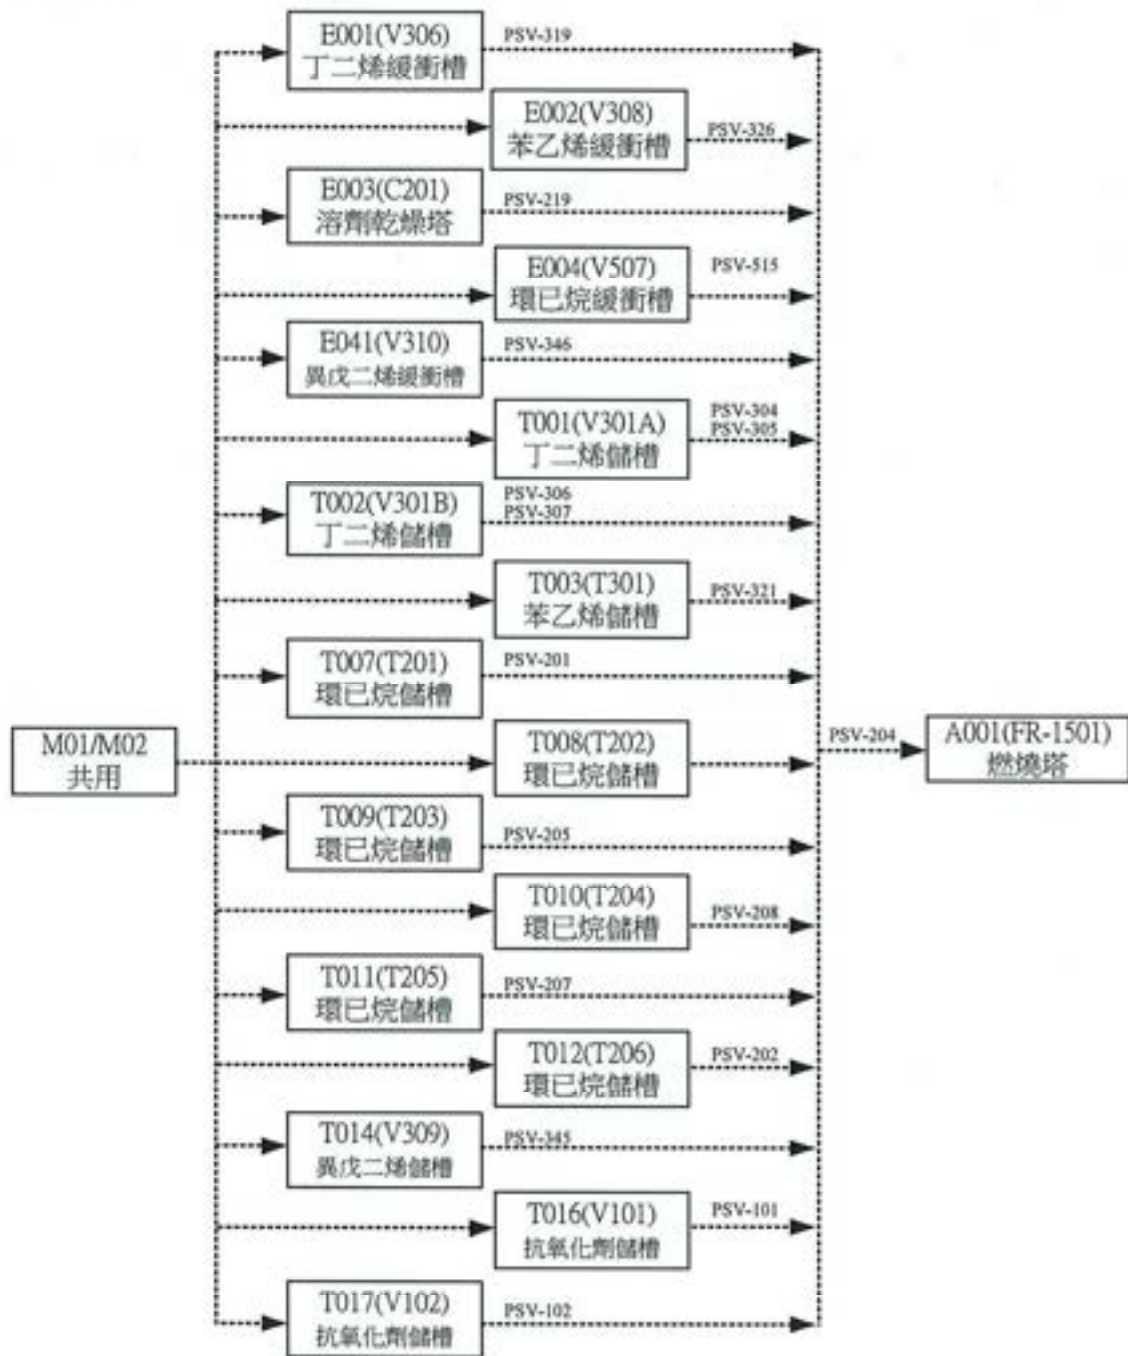 E001(V306)
丁二烯緩衝槽
PSV-319
E002(V308)
苯乙烯緩衝槽
PSV-326
E003(C201)
溶劑乾燥塔
PSV-219
E004(V507)
環已烷緩衝槽
PSV-515
E041(V310)
異戊二烯緩衝槽
PSV-346
T001(V301A)
丁二烯儲槽
PSV-304
PSV-305
T002(V301B)
丁二烯儲槽
PSV-306
PSV-307
T003(T301)
苯乙烯儲槽
PSV-321
T007(T201)
環已烷儲槽
PSV-201
M01/M02
共用
T008(T202)
環已烷儲槽
PSV-204
A001(FR-1501)
燃燒塔
T009(T203)
環已烷儲槽
PSV-205
T010(T204)
環已烷儲槽
PSV-208
T011(T205)
環已烷儲槽
PSV-207
T012(T206)
環已烷儲槽
PSV-202
T014(V309)
異戊二烯儲槽
PSV-345
T016(V101)
抗氧化劑儲槽
PSV-101
T017(V102)
抗氧化劑儲槽
PSV-102